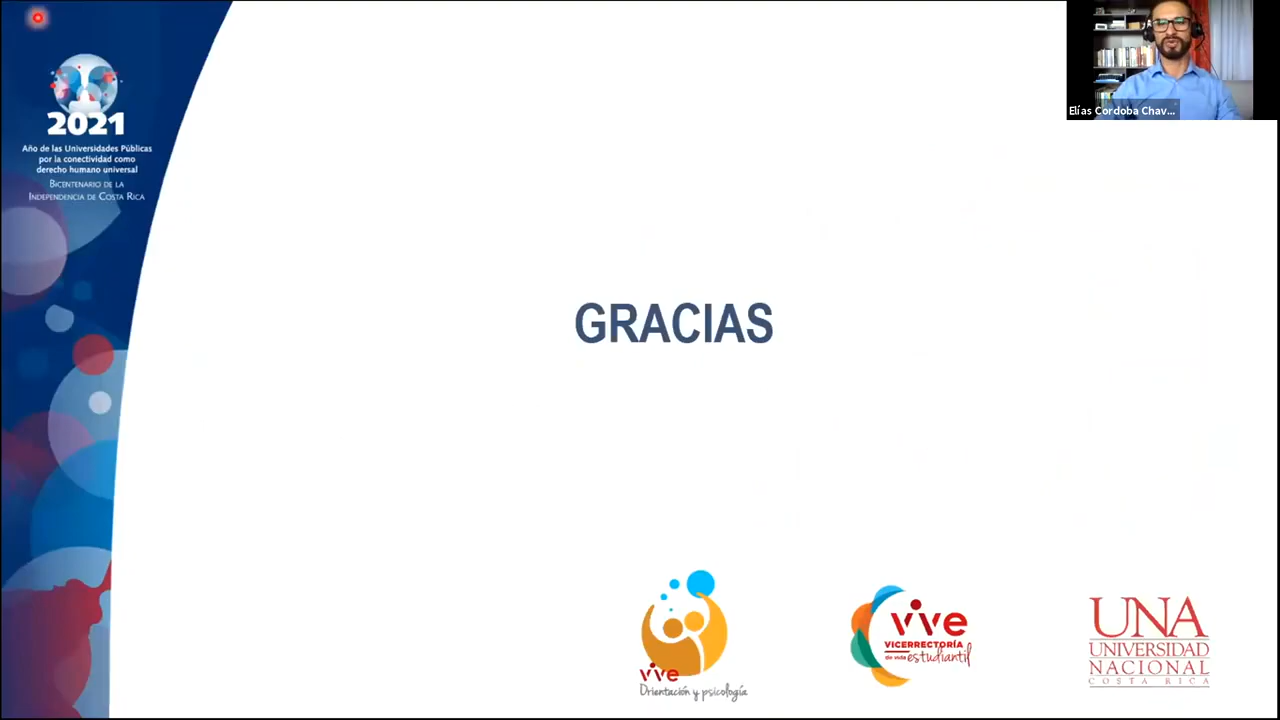 2021
Año de las Universidades Públicas
por la conectividad como
derecho humano universal
Bicentenario de la
Independencia de Costa Rica
Elías Cordoba Chav...
GRACIAS
vive
Orientación y psicología
vive
VICERRECTORÍA
de vida estudiantil
UNA
UNIVERSIDAD
NACIONAL
COSTA RICA